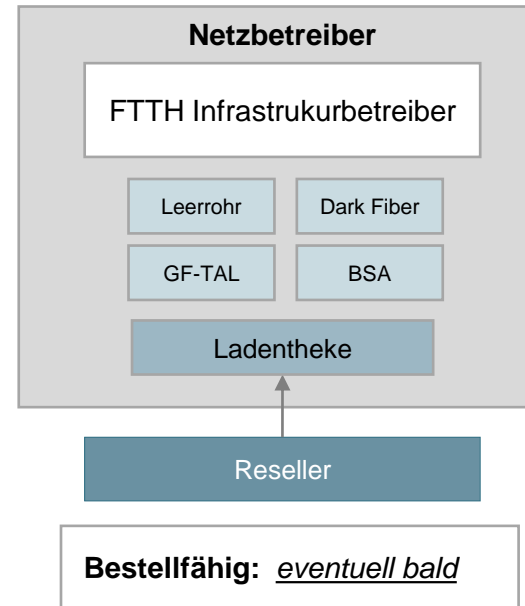 Netzbetreiber
FTTH Infrastrukurbetreiber
Leerrohr Dark Fiber
GF-TAL BSA
Ladentheke
Reseller
Bestellfähig: eventuell bald